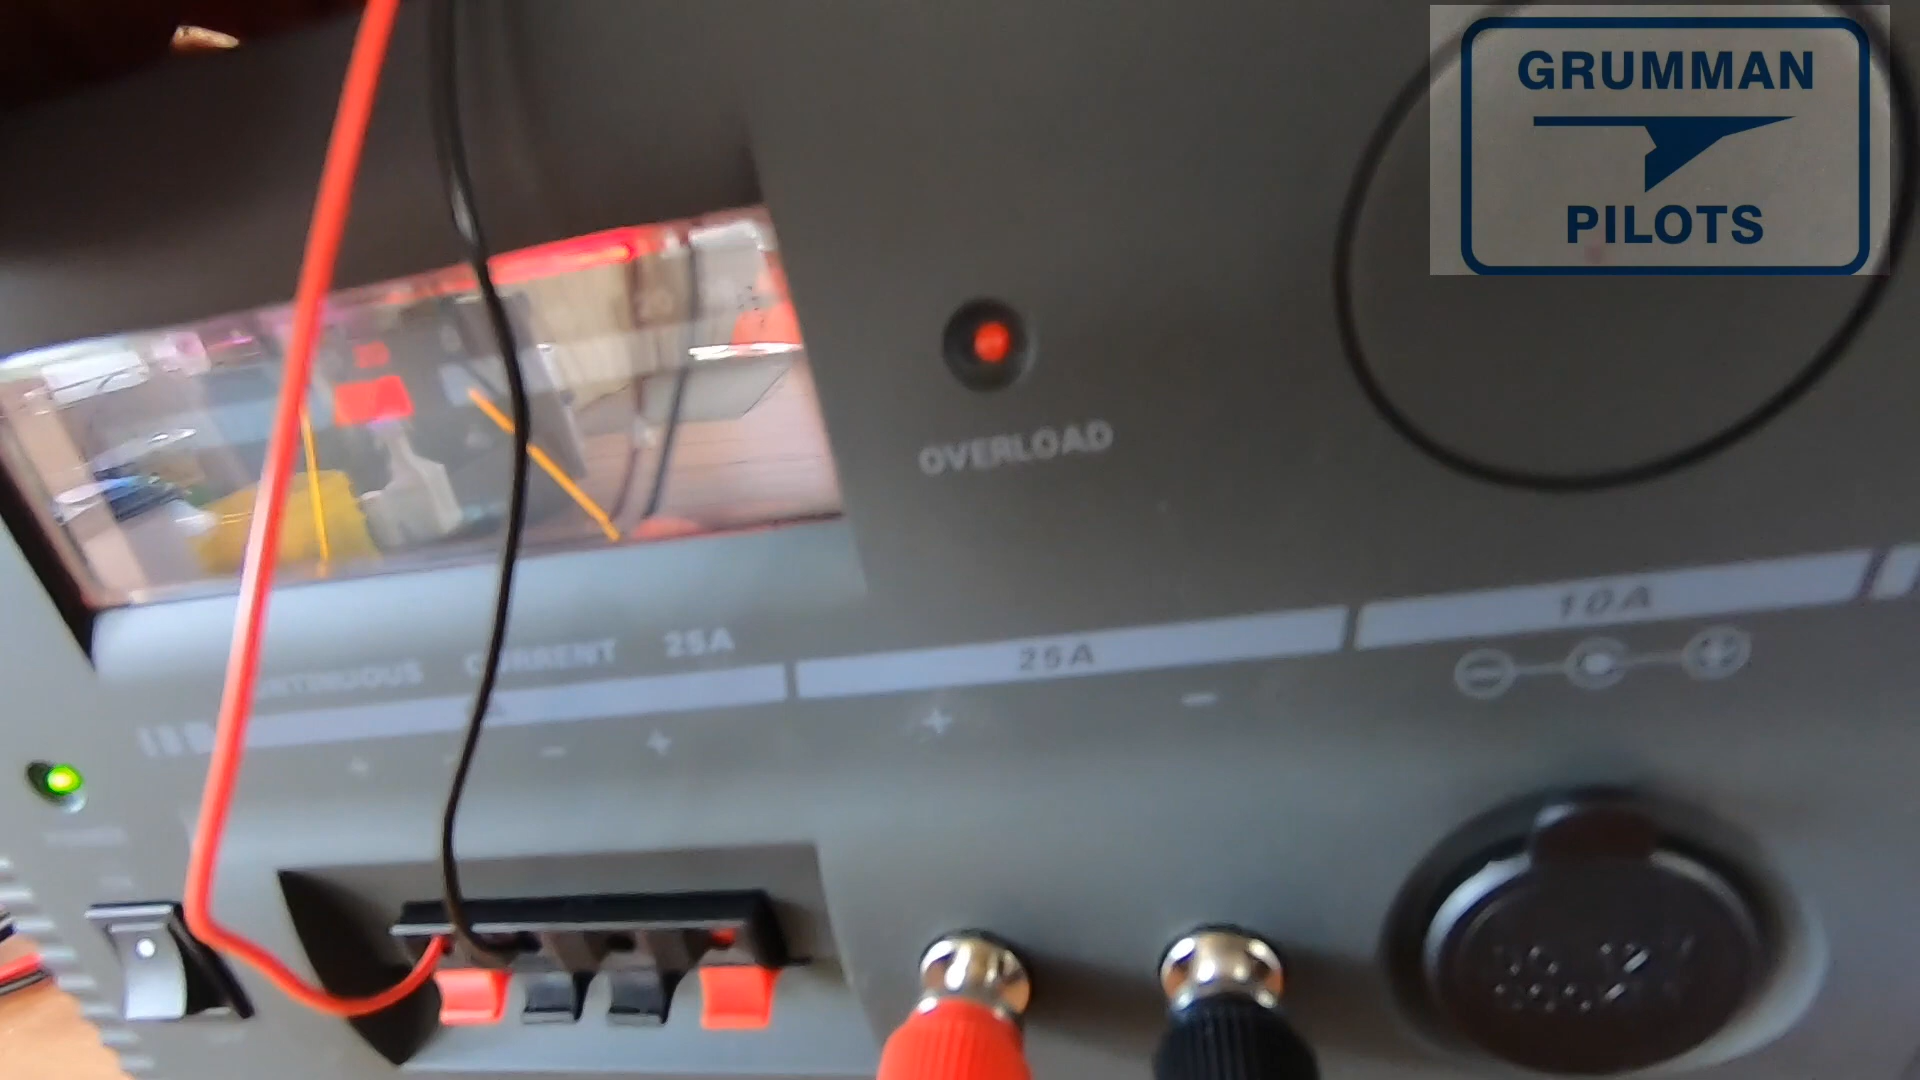 GRUMMAN
PILOTS
OVERLOAD
CURRENT 25A
25A
10A
+ - - +
+ -